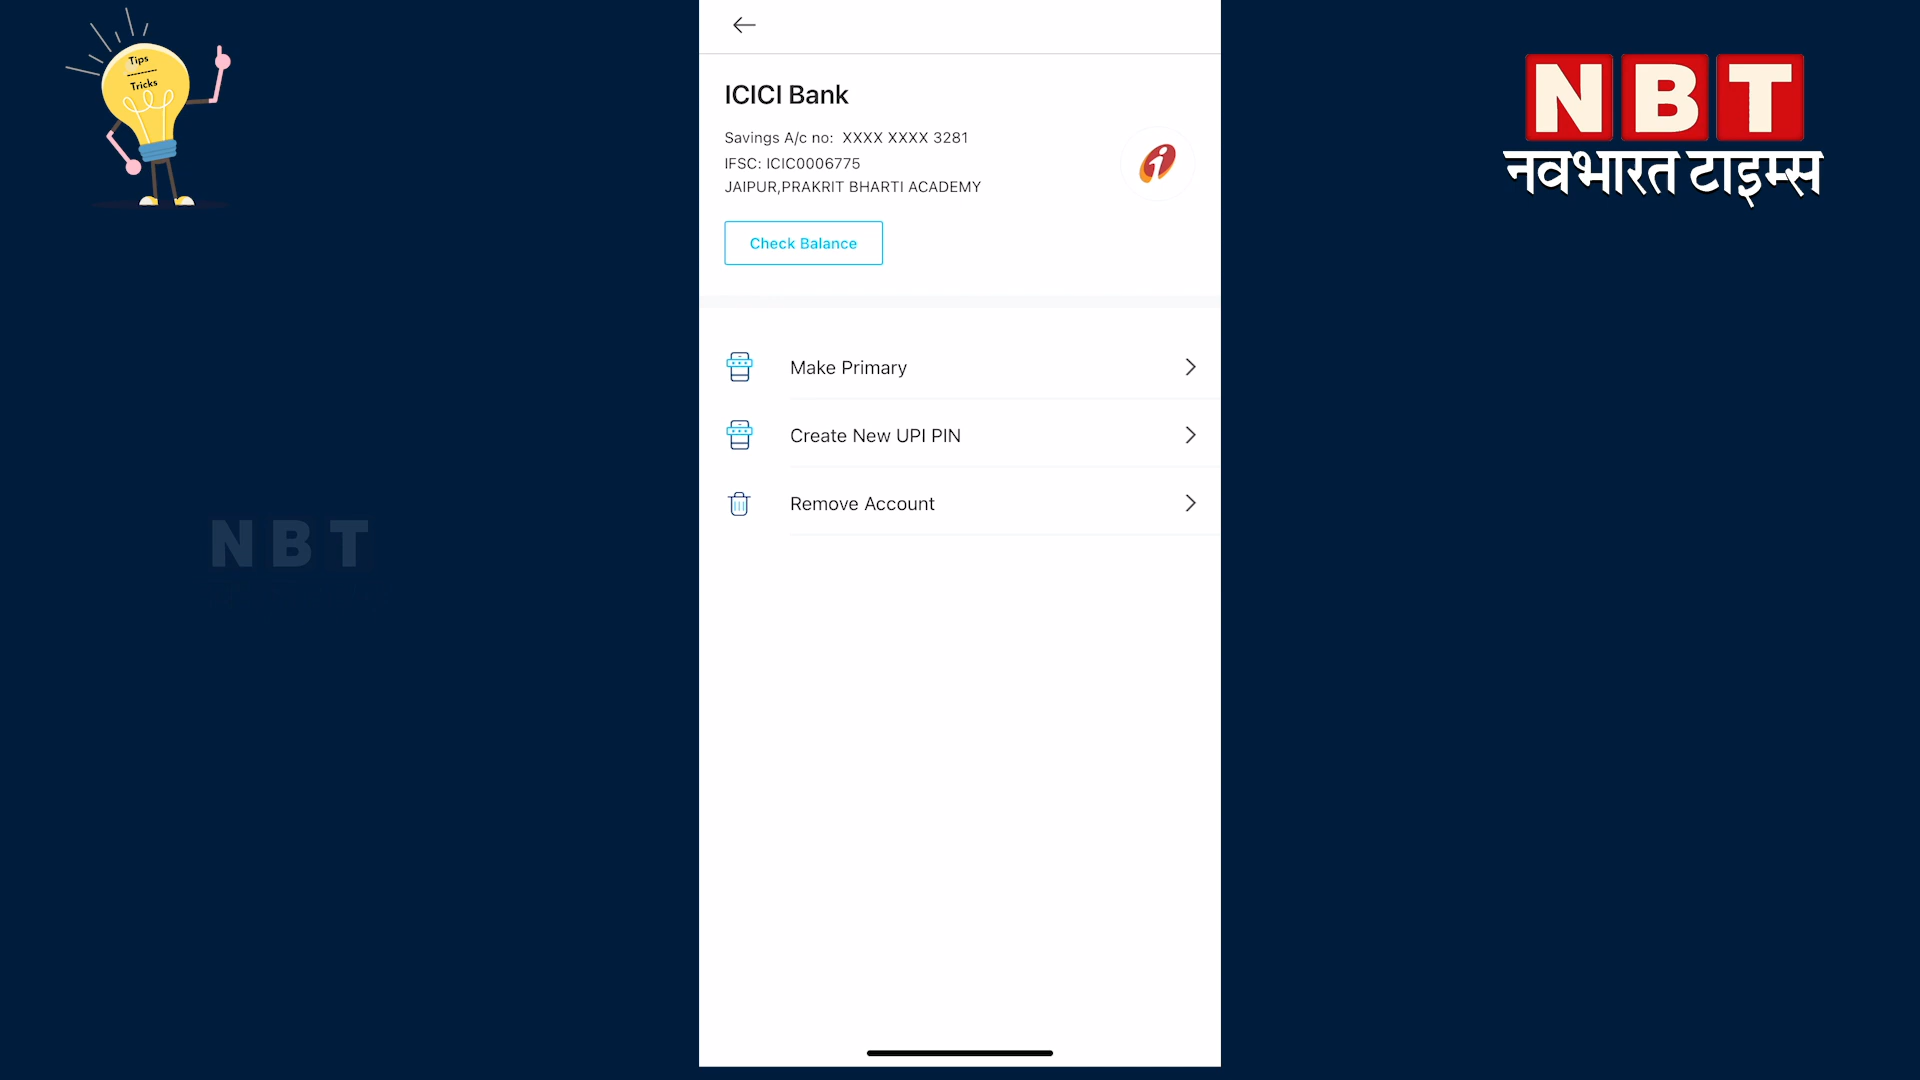 Tips
Tricks
NBT
नवभारत टाइम्स
ICICI Bank
Savings A/c no: XXXX XXXX 3281
IFSC: ICIC0006775
JAIPUR,PRAKRIT BHARTI ACADEMY
Check Balance
Make Primary
Create New UPI PIN
Remove Account
NBT